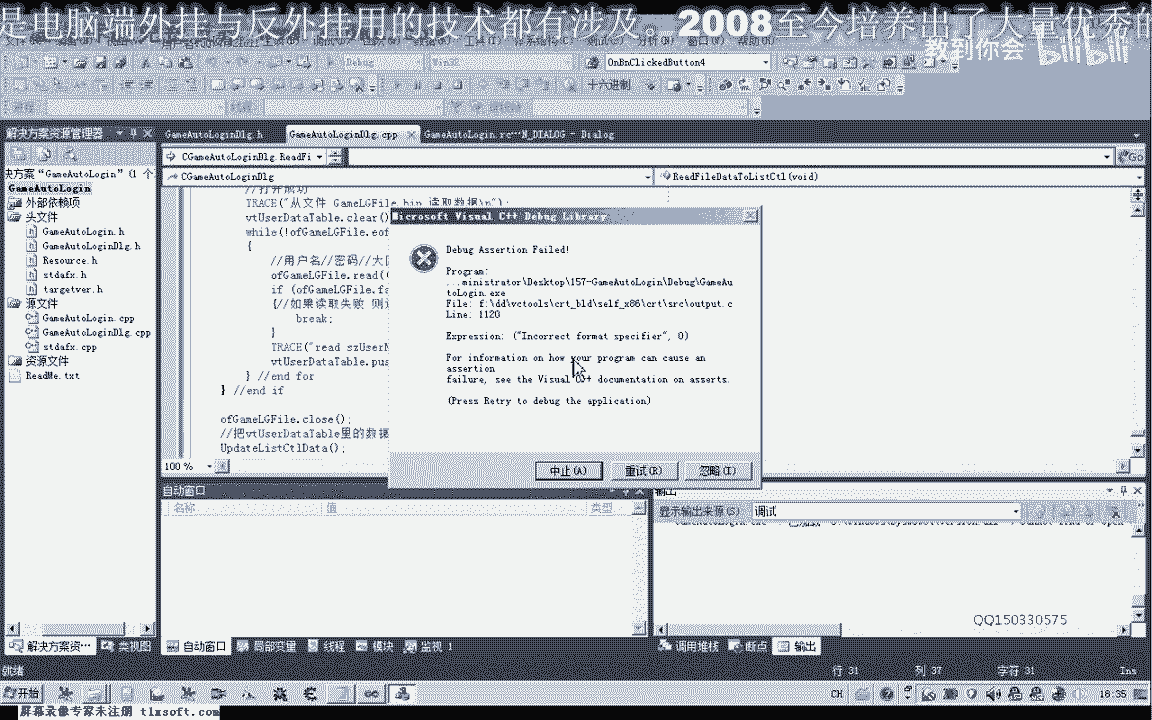 是电脑端外挂与反外挂用的技术都有涉及。2008至今培养出了大量优秀的
教到你会 bilibili
Debug
Win32
OnBnClickedButton4
十六进制
解决方案资源管理器
GameAutoLoginDlg.h
GameAutoLoginDlg.cpp
GameAutoLogin.rc···N_DIALOG - Dialog
CGameAutoLoginDlg.ReadFi
Go
CGameAutoLoginDlg
ReadFileDataToListCtl(void)
决方案“GameAutoLogin”(1 个
GameAutoLogin
外部依赖项
头文件
GameAutoLogin.h
GameAutoLoginDlg.h
Resource.h
stdafx.h
targetver.h
源文件
GameAutoLogin.cpp
GameAutoLoginDlg.cpp
stdafx.cpp
资源文件
ReadMe.txt
//打开成功
TRACE("从文件 GameLGFile.bin 读取数据\n");
vtUserDataTable.clear()
while(!ofGameLGFile.eof
{
//用户名//密码//大
ofGameLGFile.read(
if (ofGameLGFile.fa
{//如果读取失败 则
break;
}
TRACE("read szUserN
vtUserDataTable.pus
} //end for
} //end if
ofGameLGFile.close();
//把vtUserDataTable里的数据
UpdateListCtlData();
100 %
Microsoft Visual C++ Debug Library
Debug Assertion Failed!
Program:
...ministrator\Desktop\157-GameAutoLogin\Debug\GameAu
toLogin.exe
File: f:\dd\vctools\crt_bld\self_x86\crt\src\output.c
Line: 1120
Expression: ("Incorrect format specifier", 0)
For information on how your program can cause an
assertion
failure, see the Visual C++ documentation on asserts.
(Press Retry to debug the application)
中止(A)
重试(R)
忽略(I)
自动窗口
名称
值
类型
输出
显示输出来源(S)
调试
QQ150330575
解决方案资···
类视图
自动窗口
局部变量
线程
模块
监视 1
调用堆栈
断点
输出
就绪
行 31
列 37
字符 31
Ins
开始
CH
18:35
屏幕录像专家未注册 tlxsoft.com